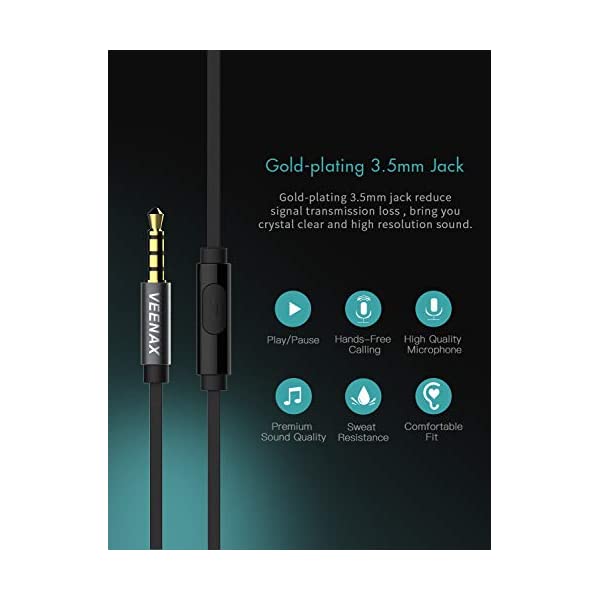 Gold-plating 3.5mm Jack
Gold-plating 3.5mm jack reduce
signal transmission loss , bring you
crystal clear and high resolution sound.
VEENAX
Play/Pause
Hands-Free
Calling
High Quality
Microphone
Premium
Sound Quality
Sweat
Resistance
Comfortable
Fit